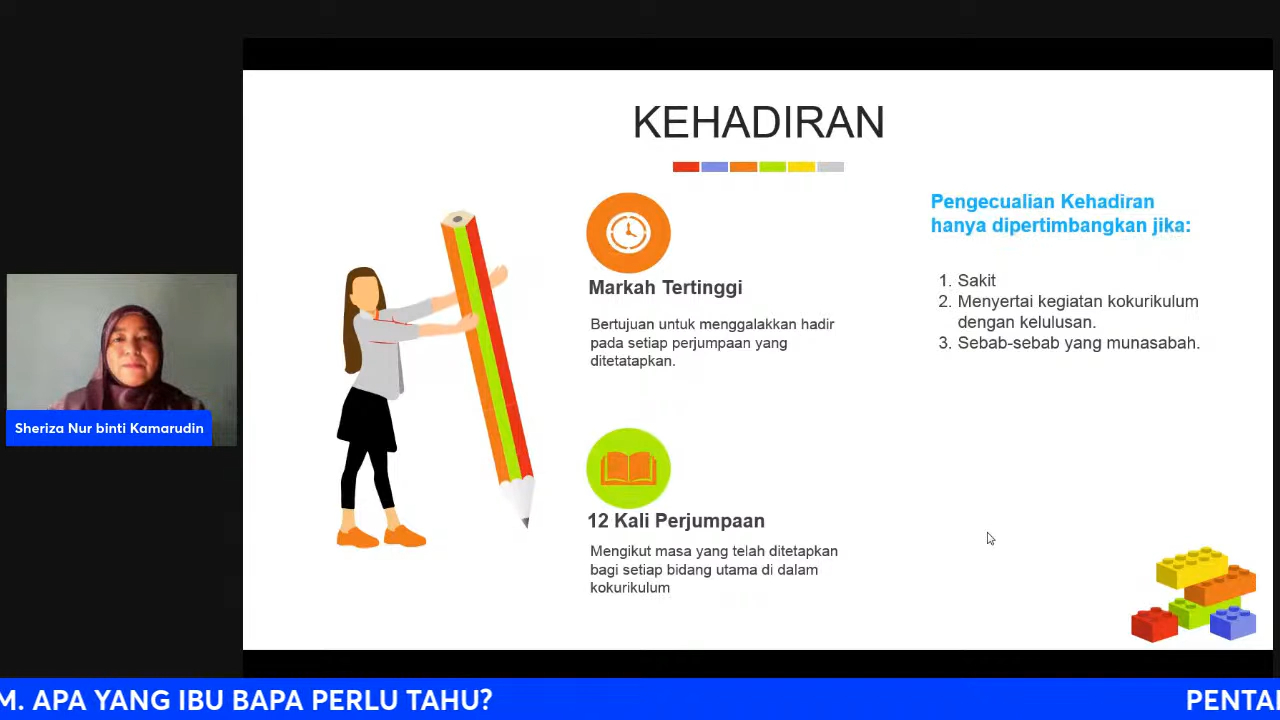 KEHADIRAN
Markah Tertinggi
Bertujuan untuk menggalakkan hadir
pada setiap perjumpaan yang
ditetatapkan.
12 Kali Perjumpaan
Mengikut masa yang telah ditetapkan
bagi setiap bidang utama di dalam
kokurikulum
Pengecualian Kehadiran
hanya dipertimbangkan jika:
1. Sakit
2. Menyertai kegiatan kokurikulum
dengan kelulusan.
3. Sebab-sebab yang munasabah.
Sheriza Nur binti Kamarudin
M. APA YANG IBU BAPA PERLU TAHU?